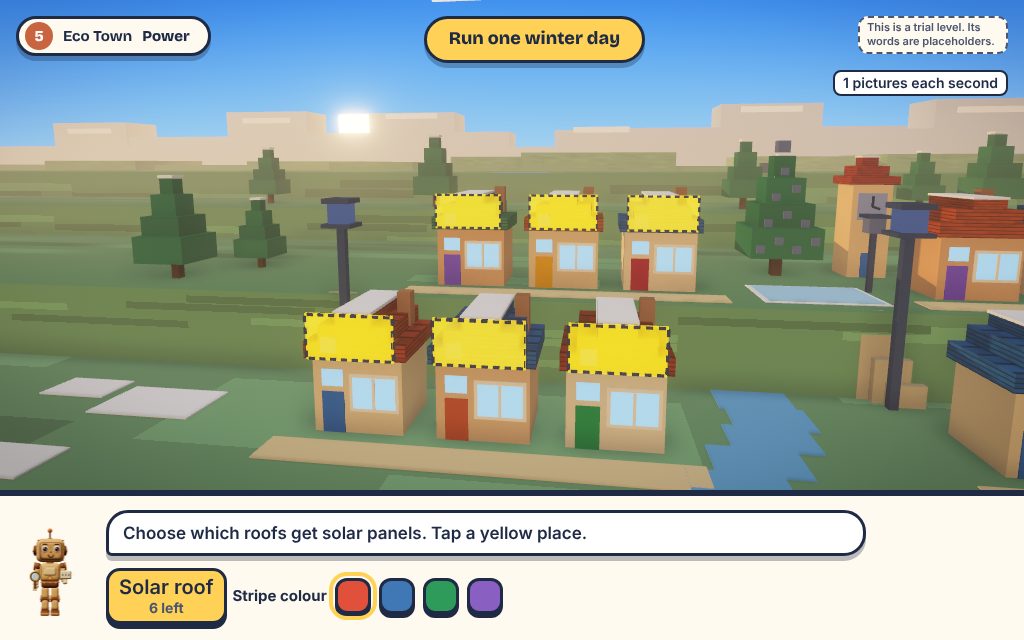 5 Eco Town Power
Run one winter day
This is a trial level. Its
words are placeholders.
1 pictures each second
Choose which roofs get solar panels. Tap a yellow place.
Solar roof
6 left
Stripe colour